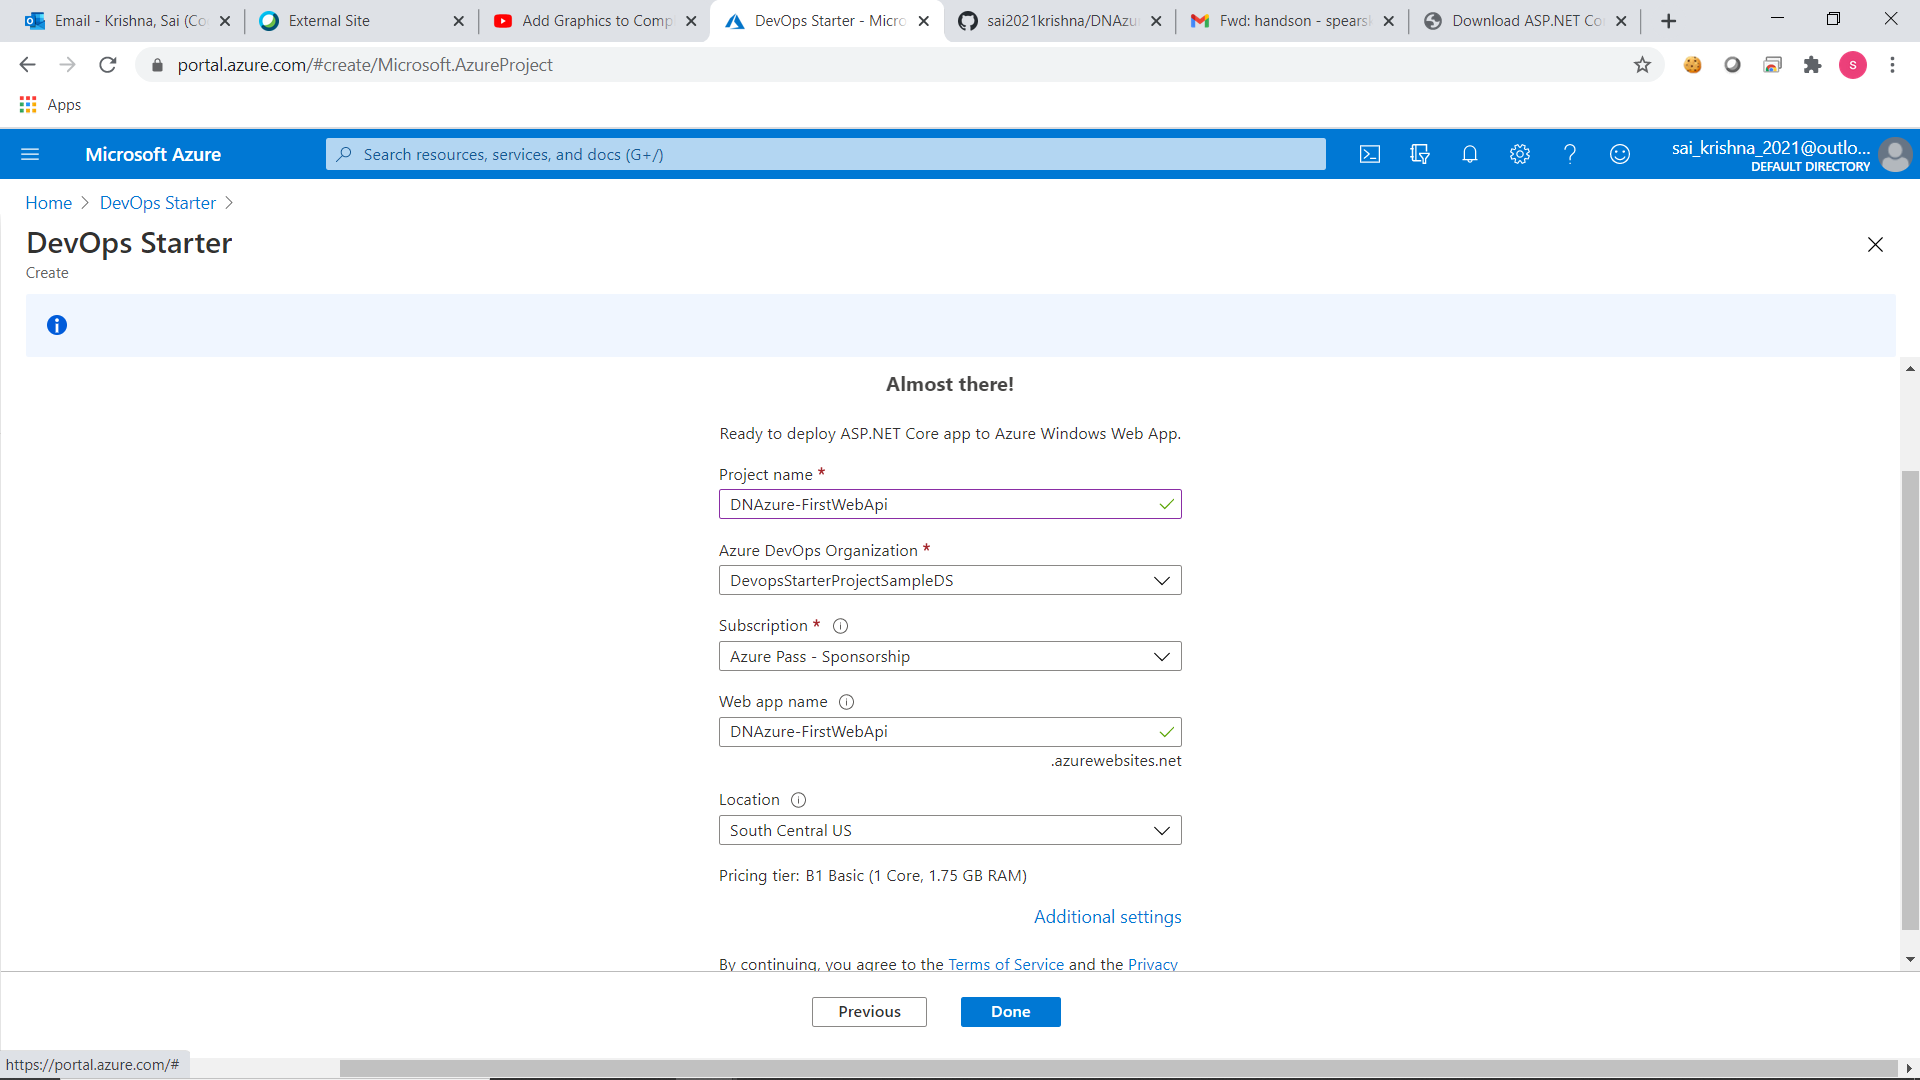 Email - Krishna, Sai (Co
External Site
Add Graphics to Comp
DevOps Starter - Micro
sai2021krishna/DNAzu
Fwd: handson - spearsk
Download ASP.NET Co
portal.azure.com/#create/Microsoft.AzureProject
S
Apps
Microsoft Azure
Search resources, services, and docs (G+/)
sai_krishna_2021@outlo...
DEFAULT DIRECTORY
Home > DevOps Starter >
DevOps Starter
Create
Almost there!
Ready to deploy ASP.NET Core app to Azure Windows Web App.
Project name *
DNAzure-FirstWebApi
Azure DevOps Organization *
DevopsStarterProjectSampleDS
Subscription *
Azure Pass - Sponsorship
Web app name
DNAzure-FirstWebApi
.azurewebsites.net
Location
South Central US
Pricing tier: B1 Basic (1 Core, 1.75 GB RAM)
Additional settings
By continuing, you agree to the Terms of Service and the Privacy
Previous
Done
https://portal.azure.com/#